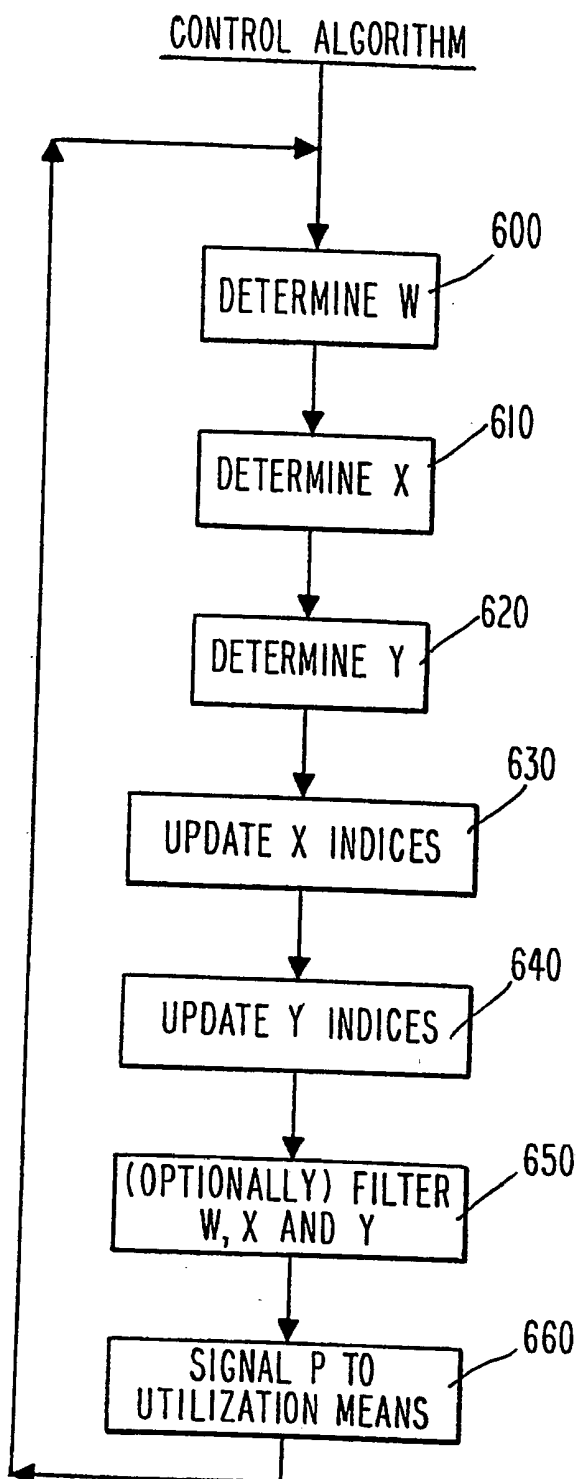 CONTROL ALGORITHM
600
DETERMINE W
610
DETERMINE X
620
DETERMINE Y
630
UPDATE X INDICES
640
UPDATE Y INDICES
650
(OPTIONALLY) FILTER
W, X AND Y
660
SIGNAL P TO
UTILIZATION MEANS